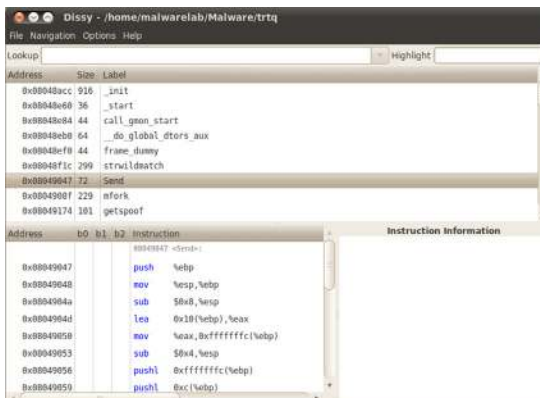 Dissy - /home/malwarelab/Malware/trtq
File Navigation Options Help
Lookup Highlight
Address Size Label
0x08048acc 916 _init
0x08048e60 36 _start
0x08048e84 44 call_gmon_start
0x08048eb0 64 __do_global_dtors_aux
0x08048ef0 44 frame_dummy
0x08048f1c 299 strwildmatch
0x08049047 72 Send
0x0804908f 229 mfork
0x08049174 101 getspoof
Address b0 b1 b2 Instruction Instruction Information
08049047 <Send>:
0x08049047 push %ebp
0x08049048 mov %esp,%ebp
0x0804904a sub $0x8,%esp
0x0804904d lea 0x10(%ebp),%eax
0x08049050 mov %eax,0xfffffffc(%ebp)
0x08049053 sub $0x4,%esp
0x08049056 pushl 0xfffffffc(%ebp)
0x08049059 pushl 0xc(%ebp)